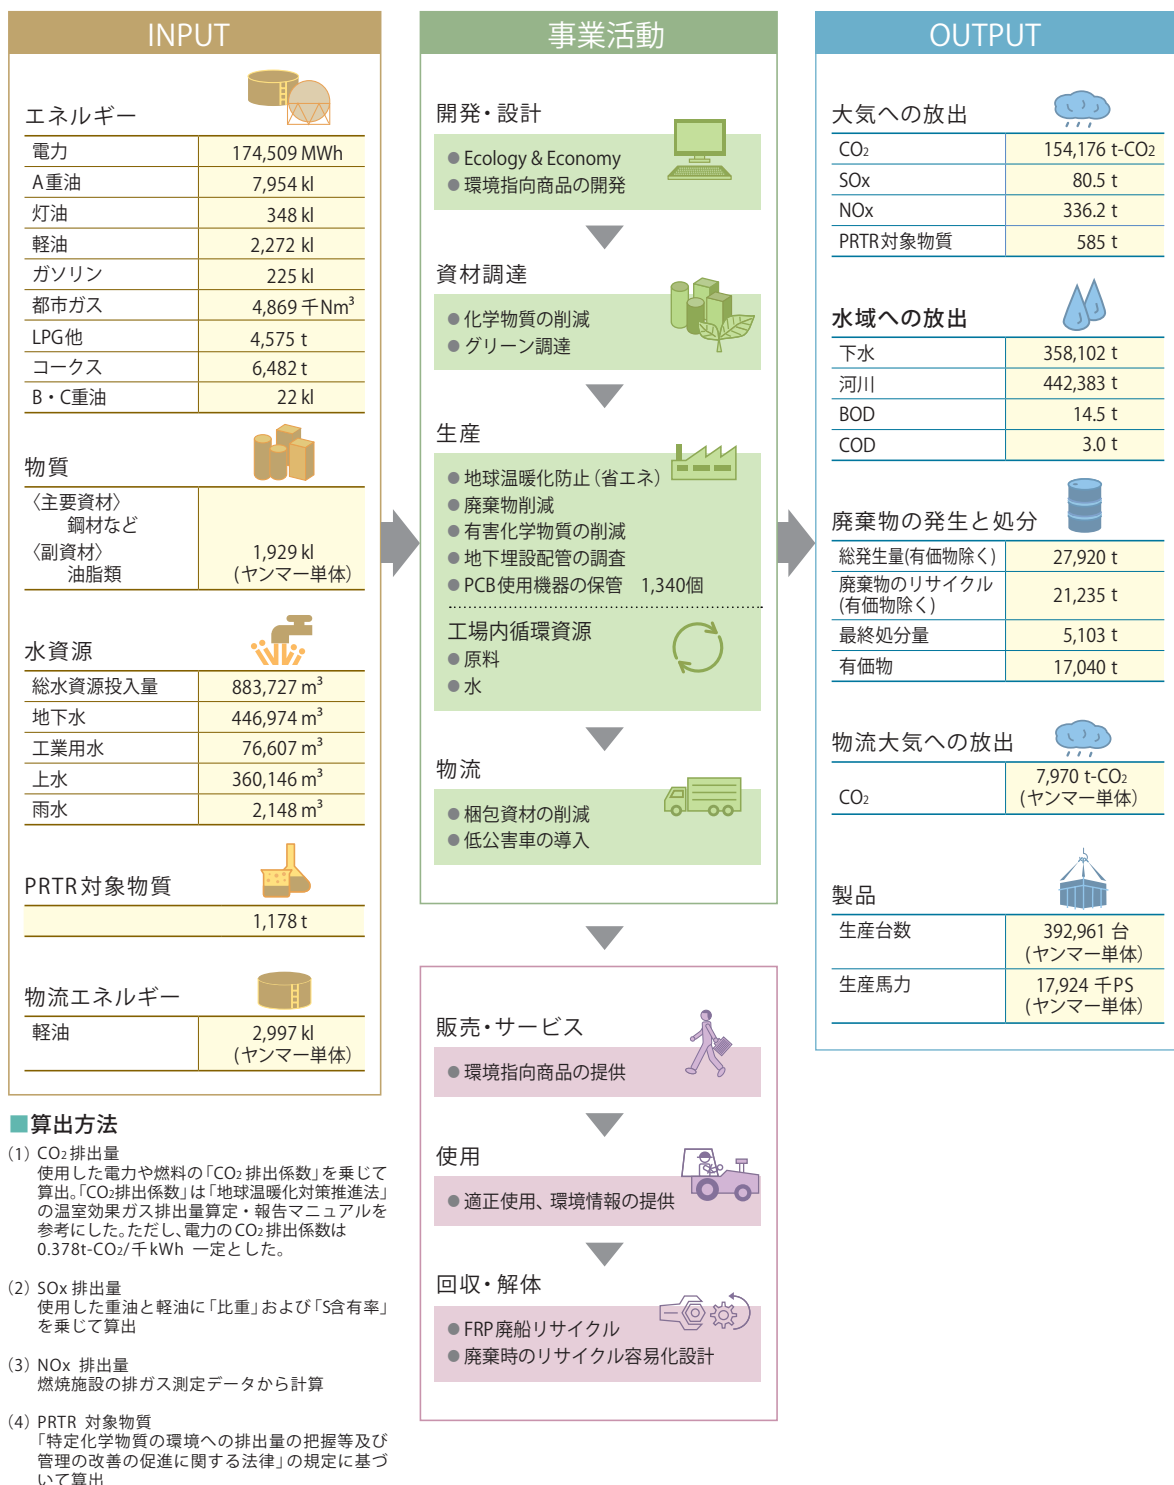 INPUT
エネルギー
電力 174,509 MWh
A重油 7,954 kl
灯油 348 kl
軽油 2,272 kl
ガソリン 225 kl
都市ガス 4,869 千Nm³
LPG他 4,575 t
コークス 6,482 t
B・C重油 22 kl
物質
〈主要資材〉
鋼材など
〈副資材〉 1,929 kl
油脂類 (ヤンマー単体)
水資源
総水資源投入量 883,727 m³
地下水 446,974 m³
工業用水 76,607 m³
上水 360,146 m³
雨水 2,148 m³
PRTR対象物質
1,178 t
物流エネルギー
軽油 2,997 kl
(ヤンマー単体)
事業活動
開発・設計
● Ecology & Economy
● 環境指向商品の開発
資材調達
● 化学物質の削減
● グリーン調達
生産
● 地球温暖化防止(省エネ)
● 廃棄物削減
● 有害化学物質の削減
● 地下埋設配管の調査
● PCB使用機器の保管 1,340個
工場内循環資源
● 原料
● 水
物流
● 梱包資材の削減
● 低公害車の導入
販売・サービス
● 環境指向商品の提供
使用
● 適正使用、環境情報の提供
回収・解体
● FRP廃船リサイクル
● 廃棄時のリサイクル容易化設計
OUTPUT
大気への放出
CO₂ 154,176 t-CO₂
SOx 80.5 t
NOx 336.2 t
PRTR対象物質 585 t
水域への放出
下水 358,102 t
河川 442,383 t
BOD 14.5 t
COD 3.0 t
廃棄物の発生と処分
総発生量(有価物除く) 27,920 t
廃棄物のリサイクル
(有価物除く) 21,235 t
最終処分量 5,103 t
有価物 17,040 t
物流大気への放出
7,970 t-CO₂
CO₂ (ヤンマー単体)
製品
生産台数 392,961 台
(ヤンマー単体)
生産馬力 17,924 千PS
(ヤンマー単体)
■算出方法
(1) CO₂排出量
使用した電力や燃料の「CO₂排出係数」を乗じて
算出。「CO₂排出係数」は「地球温暖化対策推進法」
の温室効果ガス排出量算定・報告マニュアルを
参考にした。ただし、電力のCO₂排出係数は
0.378t-CO₂/千kWh 一定とした。
(2) SOx排出量
使用した重油と軽油に「比重」および「S含有率」
を乗じて算出
(3) NOx 排出量
燃焼施設の排ガス測定データから計算
(4) PRTR 対象物質
「特定化学物質の環境への排出量の把握等及び
管理の改善の促進に関する法律」の規定に基づ
いて算出